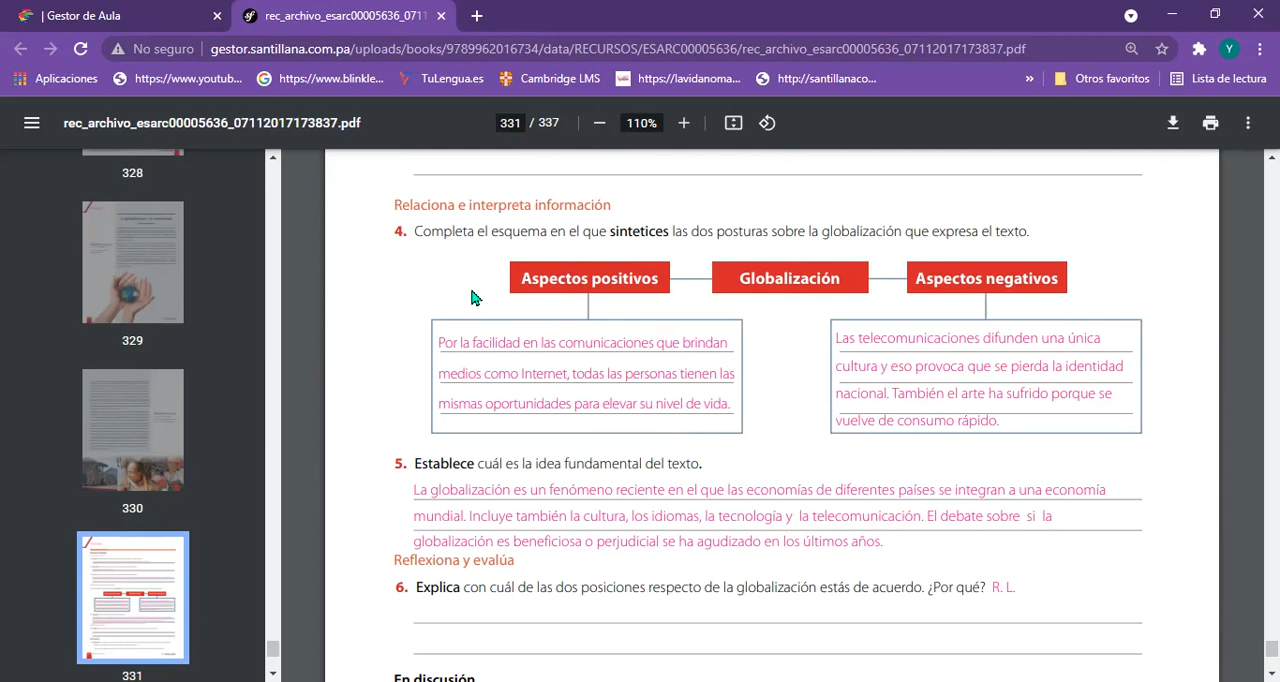 | Gestor de Aula
rec_archivo_esarc00005636_0711
No seguro
gestor.santillana.com.pa/uploads/books/9789962016734/data/RECURSOS/ESARC00005636/rec_archivo_esarc00005636_07112017173837.pdf
Y
Aplicaciones
https://www.youtub...
https://www.blinkle...
TuLengua.es
Cambridge LMS
https://lavidanoma...
http://santillanaco...
»
Otros favoritos
Lista de lectura
rec_archivo_esarc00005636_07112017173837.pdf
331 / 337
110%
328
329
330
331
Relaciona e interpreta información
4. Completa el esquema en el que sintetices las dos posturas sobre la globalización que expresa el texto.
Aspectos positivos
Globalización
Aspectos negativos
Por la facilidad en las comunicaciones que brindan
medios como Internet, todas las personas tienen las
mismas oportunidades para elevar su nivel de vida.
Las telecomunicaciones difunden una única
cultura y eso provoca que se pierda la identidad
nacional. También el arte ha sufrido porque se
vuelve de consumo rápido.
5. Establece cuál es la idea fundamental del texto.
La globalización es un fenómeno reciente en el que las economías de diferentes países se integran a una economía
mundial. Incluye también la cultura, los idiomas, la tecnología y la telecomunicación. El debate sobre si la
globalización es beneficiosa o perjudicial se ha agudizado en los últimos años.
Reflexiona y evalúa
6. Explica con cuál de las dos posiciones respecto de la globalización estás de acuerdo. ¿Por qué? R. L.
En discusión